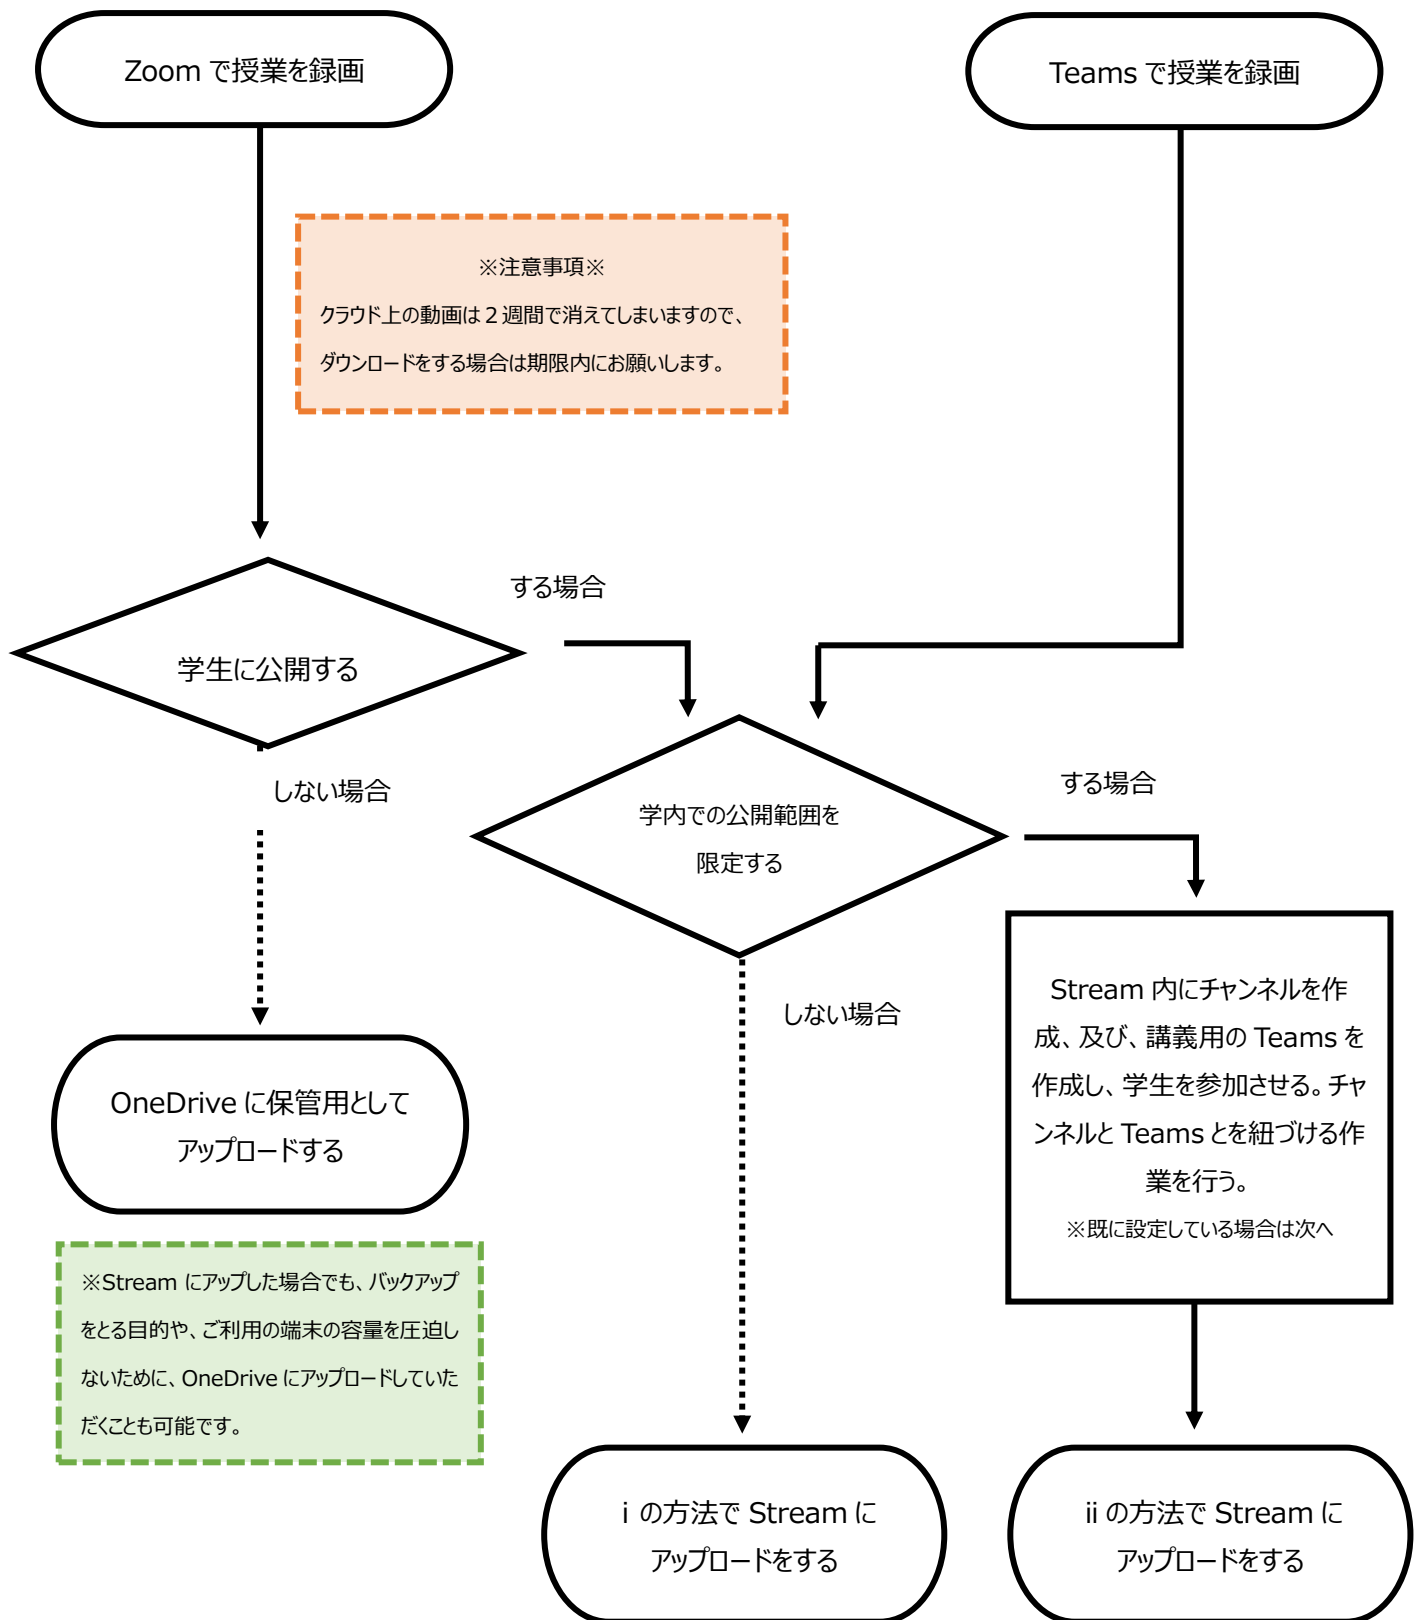 Zoom で授業を録画
Teams で授業を録画
※注意事項※
クラウド上の動画は 2 週間で消えてしまいますので、
ダウンロードをする場合は期限内にお願いします。
する場合
学生に公開する
しない場合
する場合
学内での公開範囲を
限定する
しない場合
Stream 内にチャンネルを作
成、及び、講義用の Teams を
作成し、学生を参加させる。チャ
ンネルと Teams とを紐づける作
業を行う。
※既に設定している場合は次へ
OneDrive に保管用として
アップロードする
※Stream にアップした場合でも、バックアップ
をとる目的や、ご利用の端末の容量を圧迫し
ないために、OneDrive にアップロードしていた
だくことも可能です。
i の方法で Stream に
アップロードをする
ii の方法で Stream に
アップロードをする